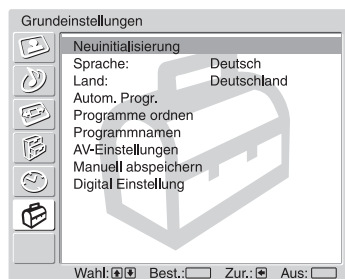 Grundeinstellungen
Neuinitialisierung
Sprache: Deutsch
Land: Deutschland
Autom. Progr.
Programme ordnen
Programmnamen
AV-Einstellungen
Manuell abspeichern
Digital Einstellung
Wahl: Best.: Zur.: Aus: